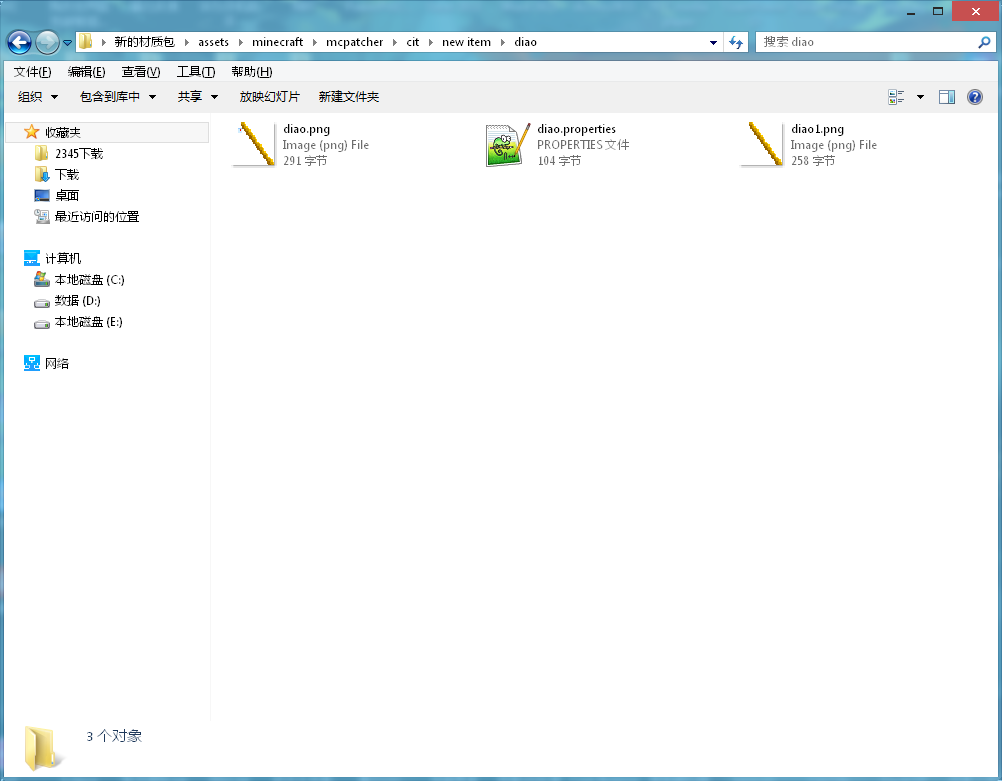 新的材质包 assets minecraft mcpatcher cit new item diao
搜索 diao
文件(F) 编辑(E) 查看(V) 工具(T) 帮助(H)
组织 包含到库中 共享 放映幻灯片 新建文件夹
收藏夹
2345下载
下载
桌面
最近访问的位置
计算机
本地磁盘 (C:)
数据 (D:)
本地磁盘 (E:)
网络
diao.png
Image (png) File
291 字节
diao.properties
PROPERTIES 文件
104 字节
diao1.png
Image (png) File
258 字节
3 个对象